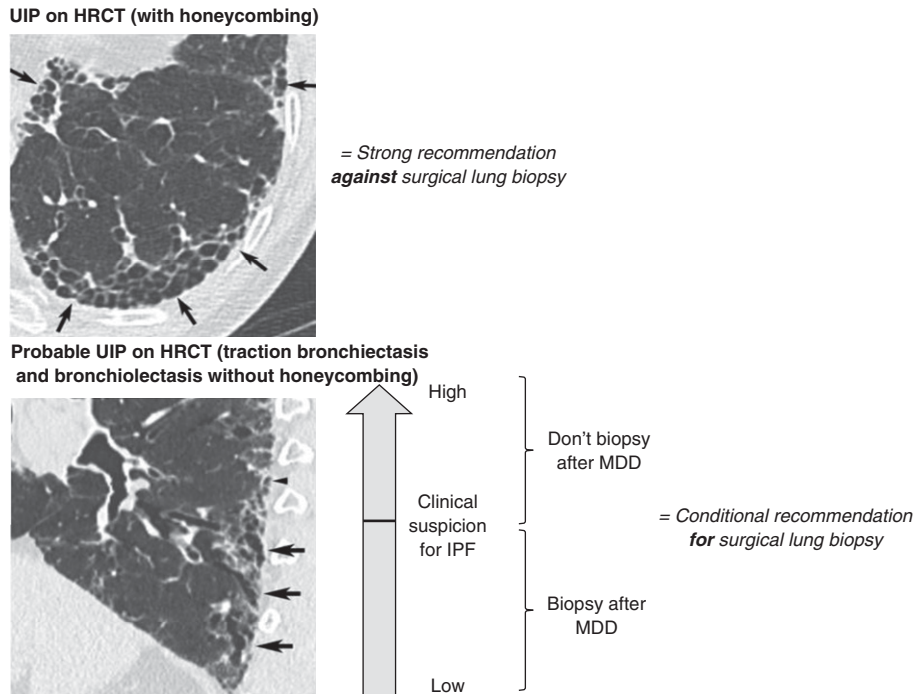 UIP on HRCT (with honeycombing)
= Strong recommendation
against surgical lung biopsy
Probable UIP on HRCT (traction bronchiectasis
and bronchiolectasis without honeycombing)
High
Don't biopsy
after MDD
Clinical
suspicion
for IPF
= Conditional recommendation
for surgical lung biopsy
Biopsy after
MDD
Low